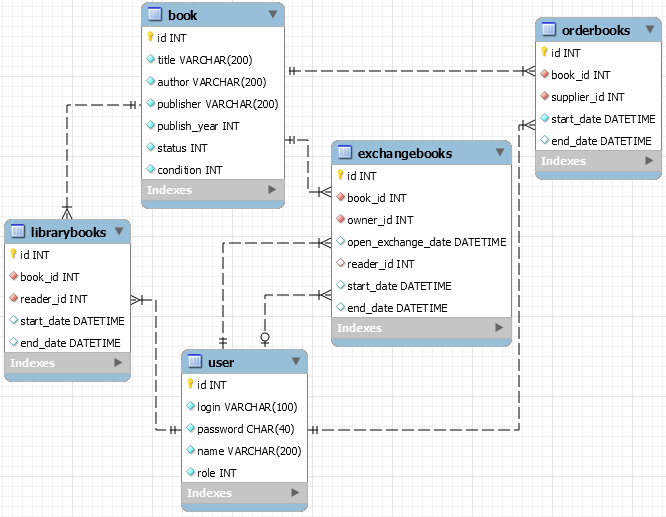 book
id INT
title VARCHAR(200)
author VARCHAR(200)
publisher VARCHAR(200)
publish_year INT
status INT
condition INT
Indexes
orderbooks
id INT
book_id INT
supplier_id INT
start_date DATETIME
end_date DATETIME
Indexes
exchangebooks
id INT
book_id INT
owner_id INT
open_exchange_date DATETIME
reader_id INT
start_date DATETIME
end_date DATETIME
Indexes
librarybooks
id INT
book_id INT
reader_id INT
start_date DATETIME
end_date DATETIME
Indexes
user
id INT
login VARCHAR(100)
password CHAR(40)
name VARCHAR(200)
role INT
Indexes